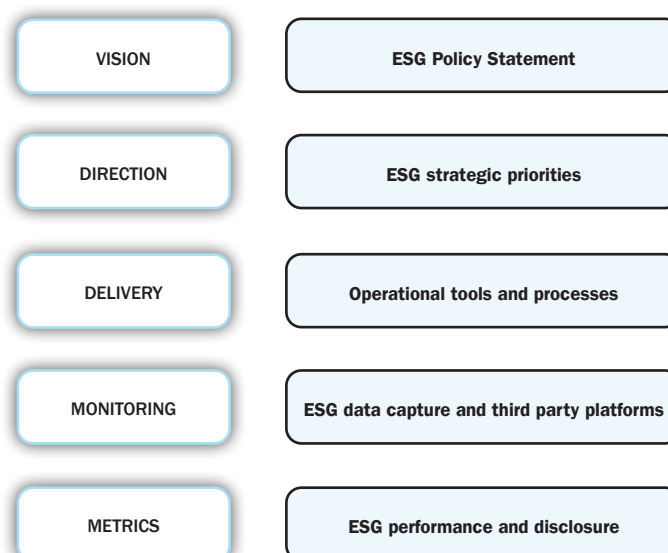 VISION
ESG Policy Statement
DIRECTION
ESG strategic priorities
DELIVERY
Operational tools and processes
MONITORING
ESG data capture and third party platforms
METRICS
ESG performance and disclosure